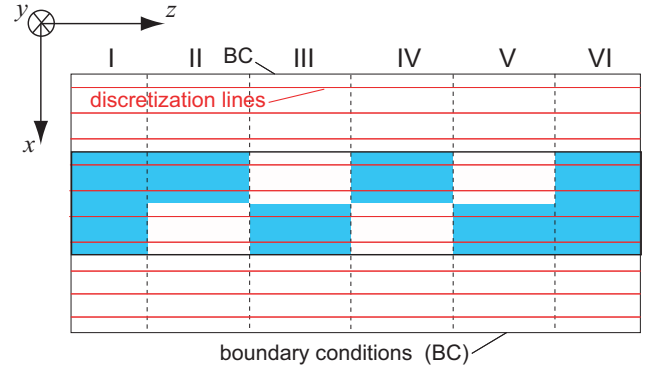 y
z
I II III IV V VI
BC
discretization lines
x
boundary conditions (BC)